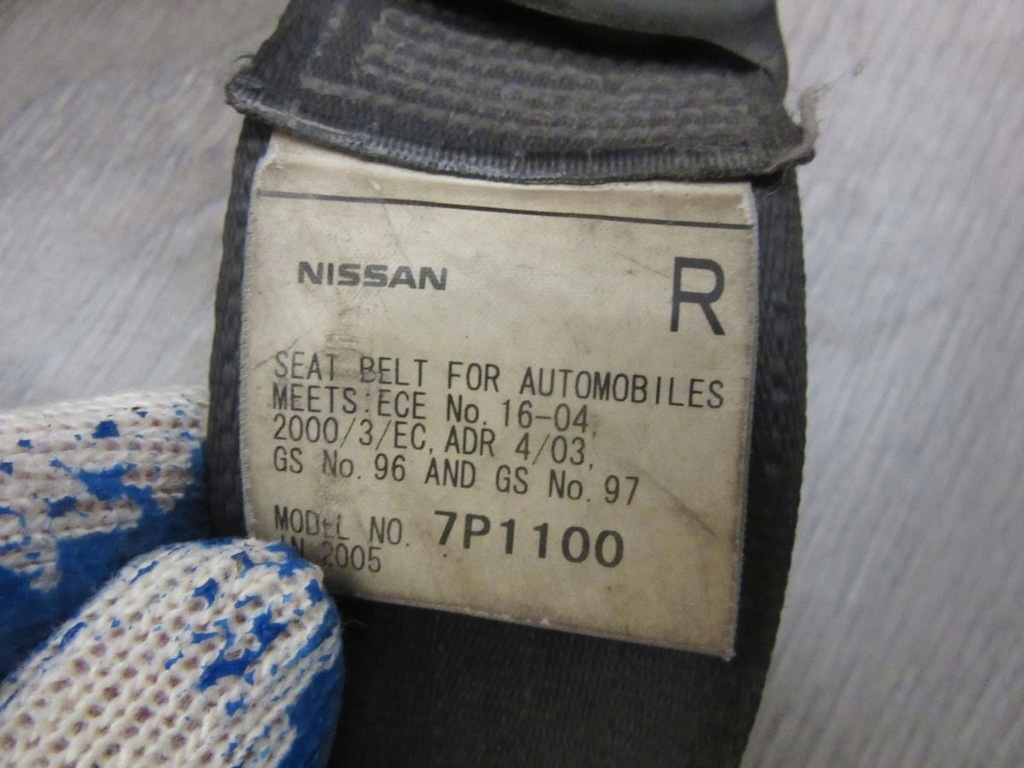 NISSAN R
SEAT BELT FOR AUTOMOBILES
MEETS:ECE No. 16-04,
2000/3/EC, ADR 4/03,
GS No. 96 AND GS No. 97
MODEL NO. 7P1100
IN 2005